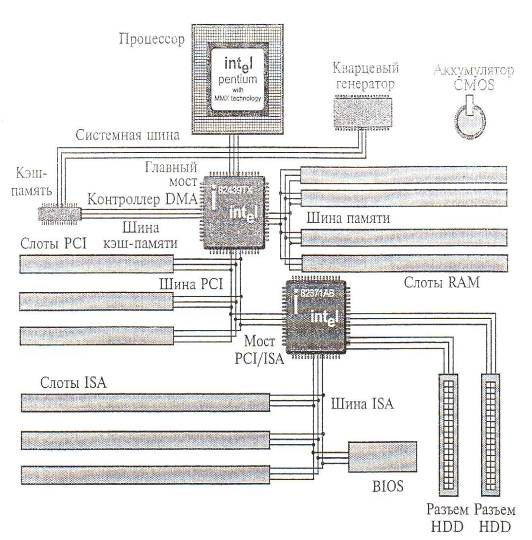 Процессор
intel
pentium
with
MMX technology
Кварцевый
генератор
Аккумулятор
CMOS
Системная шина
Кэш-
память
Главный
мост
Контроллер DMA
82439TX
intel
Шина
кэш-памяти
Шина памяти
Слоты PCI
Шина PCI
Слоты RAM
82371AB
intel
Мост
PCI/ISA
Слоты ISA
Шина ISA
BIOS
Разъем
HDD
Разъем
HDD